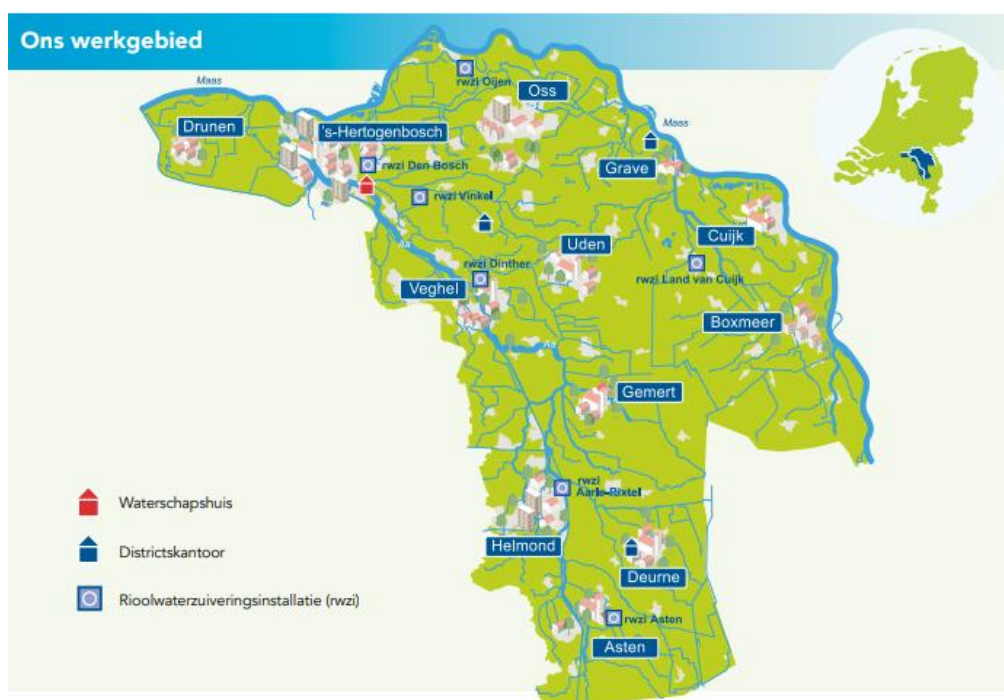 Ons werkgebied
Maas
rwzi Oijen
Oss
Drunen
's-Hertogenbosch
Maas
rwzi Den Bosch
Grave
rwzi Vinkel
Cuijk
Aa
Uden
rwzi Dinther
rwzi Land van Cuijk
Veghel
Boxmeer
Aa
Gemert
rwzi
Aarle-Rixtel
Waterschapshuis
Helmond
Districtskantoor
Deurne
Rioolwaterzuiveringsinstallatie (rwzi)
rwzi Asten
Asten